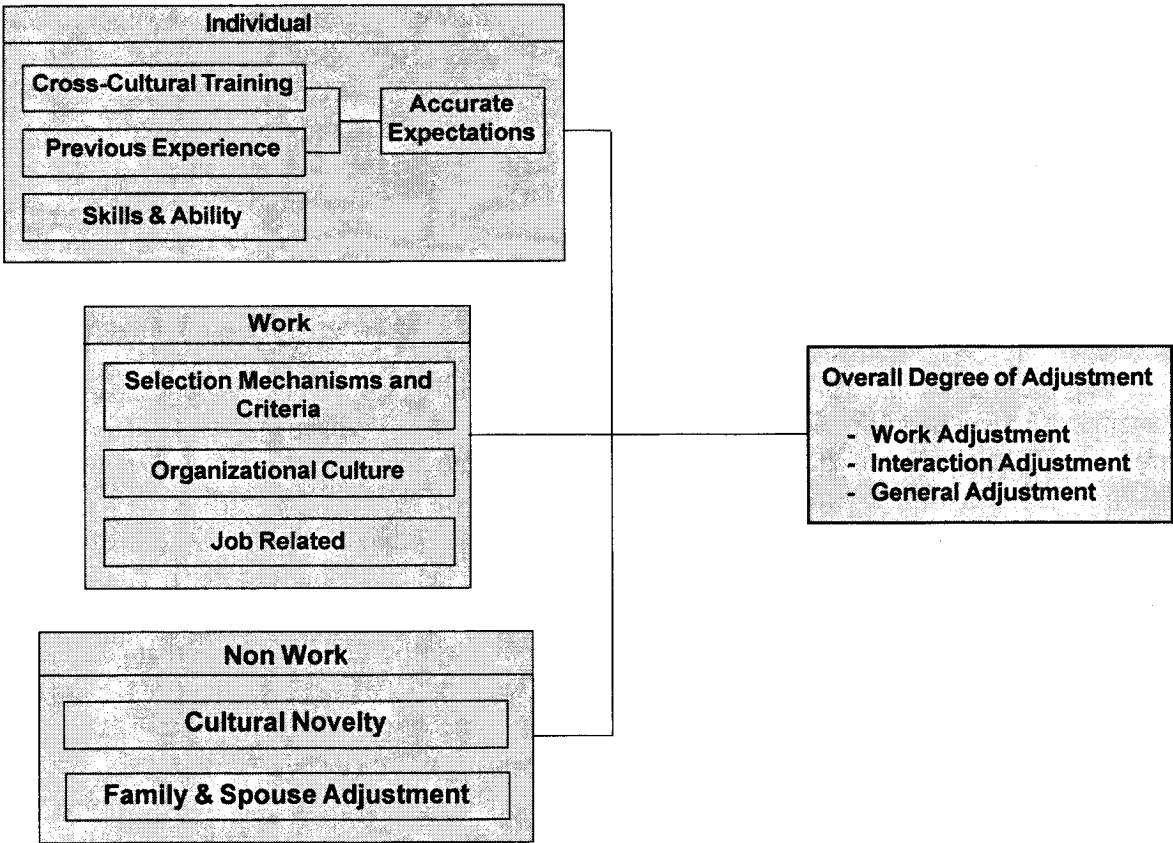 Individual
Cross-Cultural Training
Previous Experience
Skills & Ability
Accurate
Expectations
Work
Selection Mechanisms and
Criteria
Organizational Culture
Job Related
Non Work
Cultural Novelty
Family & Spouse Adjustment
Overall Degree of Adjustment
- Work Adjustment
- Interaction Adjustment
- General Adjustment